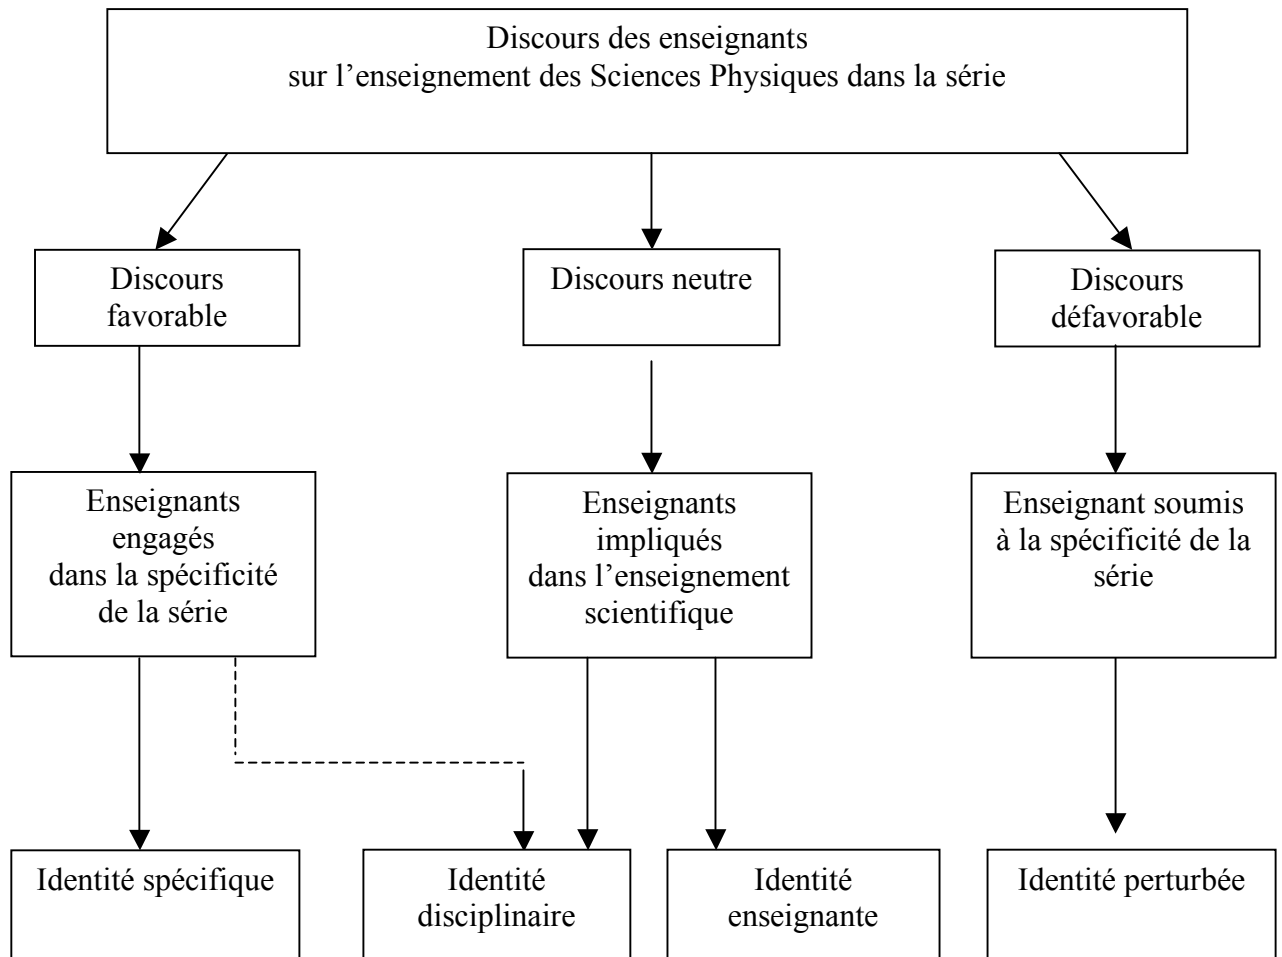 Discours des enseignants
sur l’enseignement des Sciences Physiques dans la série
Discours
favorable
Discours neutre
Discours
défavorable
Enseignants
engagés
dans la spécificité
de la série
Enseignants
impliqués
dans l’enseignement
scientifique
Enseignant soumis
à la spécificité de la
série
Identité spécifique
Identité
disciplinaire
Identité
enseignante
Identité perturbée